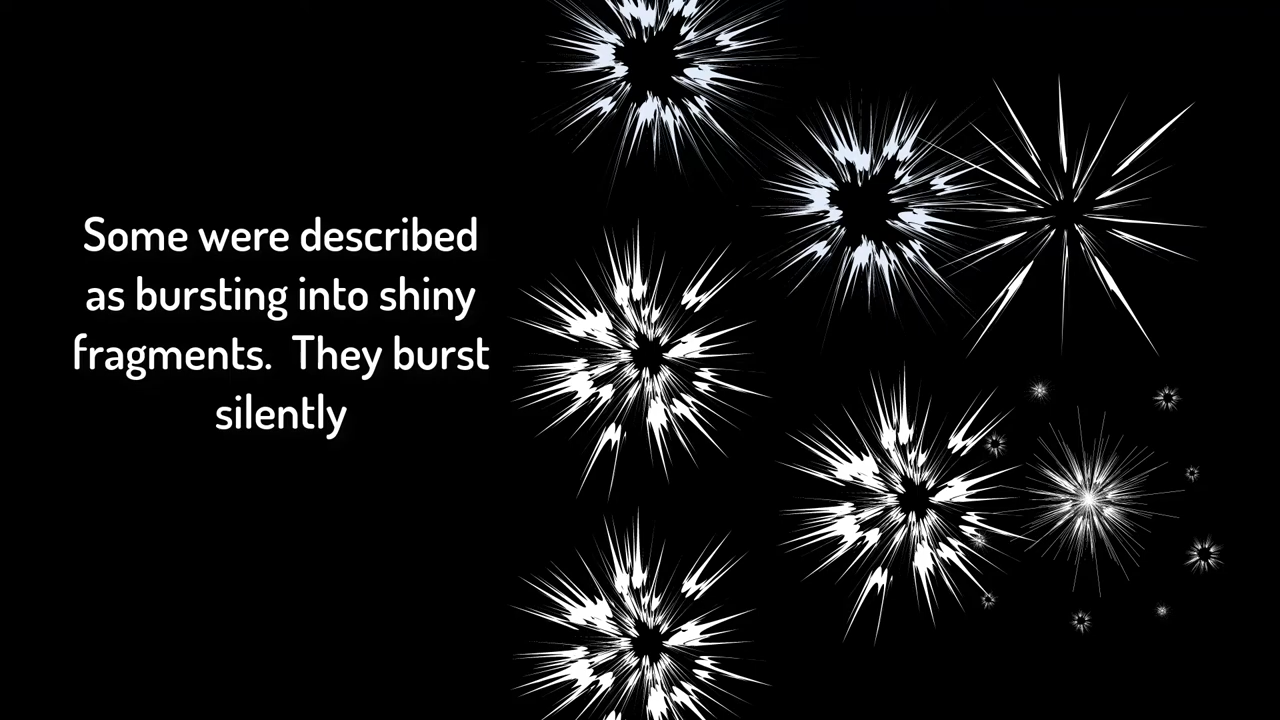 Some were described
as bursting into shiny
fragments.  They burst
silently